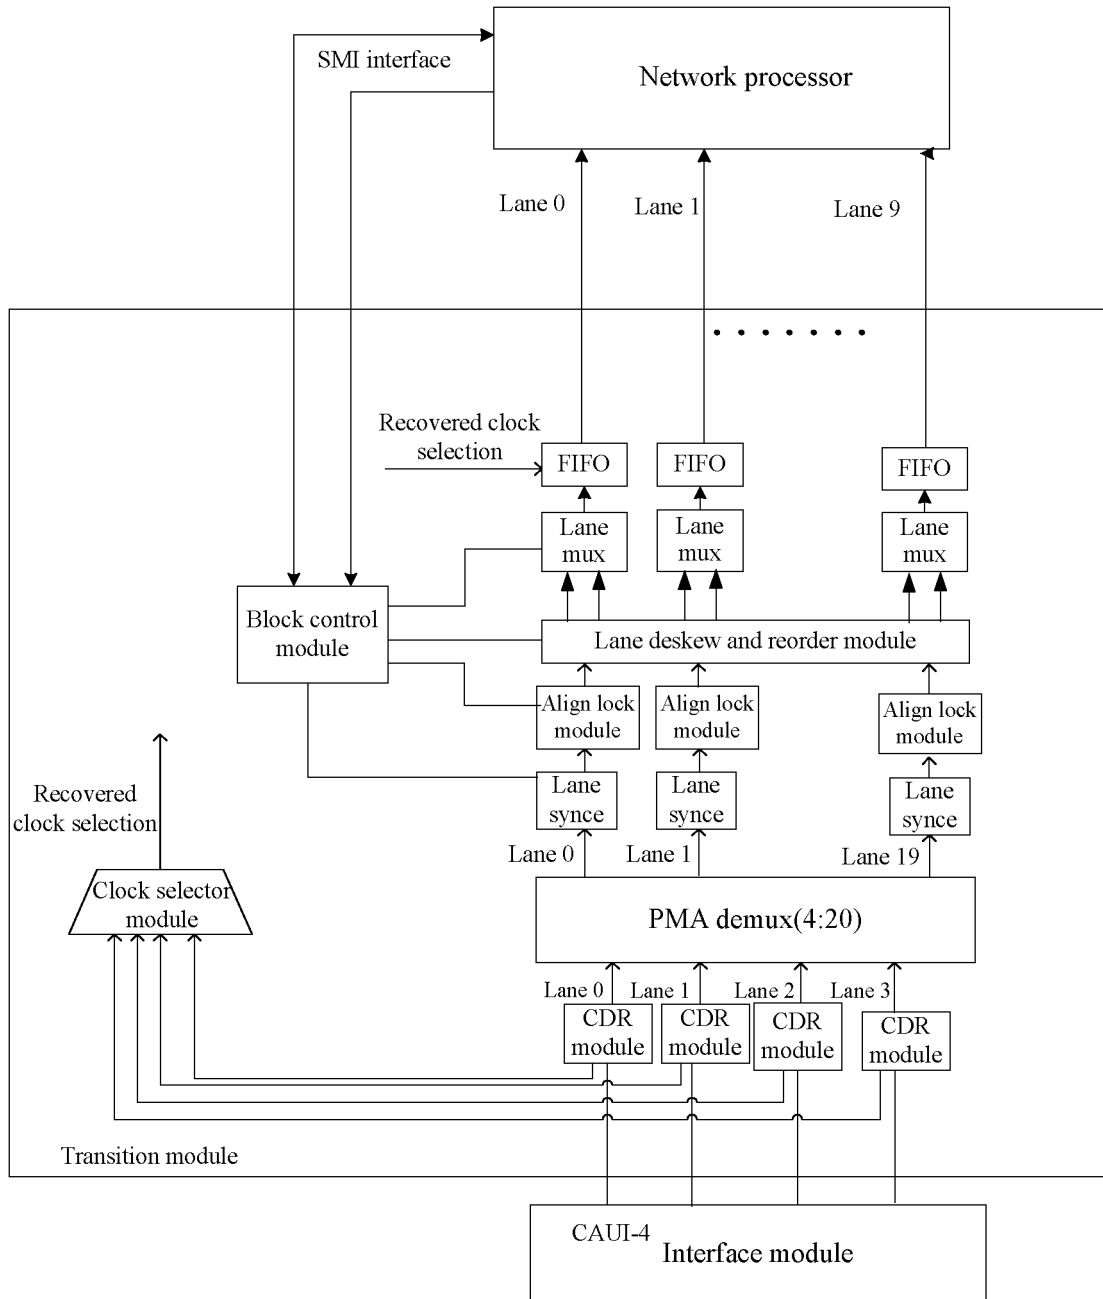 SMI interface
Network processor
Lane 0
Lane 1
Lane 9
Recovered clock
selection
FIFO
FIFO
FIFO
Lane
mux
Lane
mux
Lane
mux
Block control
module
Lane deskew and reorder module
Align lock
module
Align lock
module
Align lock
module
Lane
synce
Lane
synce
Lane
synce
Recovered
clock selection
Lane 0
Lane 1
Lane 19
Clock selector
module
PMA demux(4:20)
Lane 0
Lane 1
Lane 2
Lane 3
CDR
module
CDR
module
CDR
module
CDR
module
Transition module
CAUI-4
Interface module